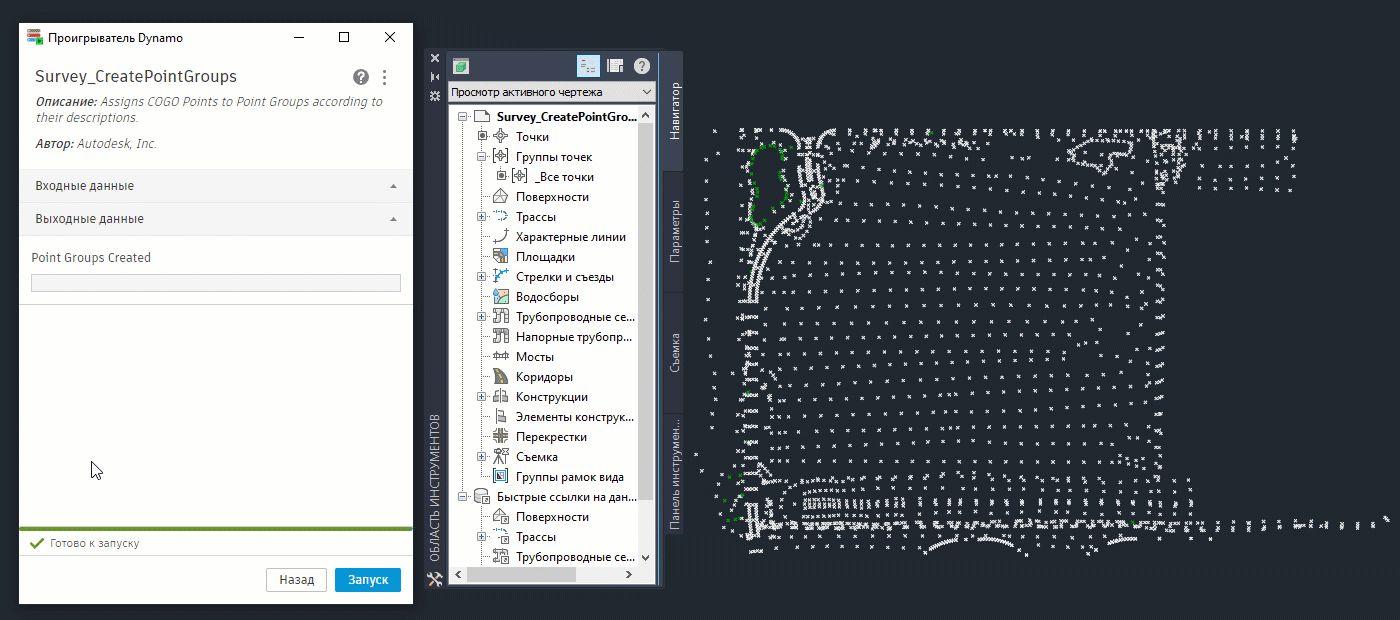 Проигрыватель Dynamo
Survey_CreatePointGroups
Описание: Assigns COGO Points to Point Groups according to
their descriptions.
Автор: Autodesk, Inc.
Входные данные
Выходные данные
Point Groups Created
Готово к запуску
Назад
Запуск
Просмотр активного чертежа
Survey_CreatePointGro...
Точки
Группы точек
_Все точки
Поверхности
Трассы
Характерные линии
Площадки
Стрелки и съезды
Водосборы
Трубопроводные се...
Напорные трубопр...
Мосты
Коридоры
Конструкции
Элементы конструк...
Перекрестки
Съемка
Группы рамок вида
Быстрые ссылки на дан...
Поверхности
Трассы
Трубопроводные се...
ОБЛАСТЬ ИНСТРУМЕНТОВ
Навигатор
Параметры
Съемка
Панель инструмен...